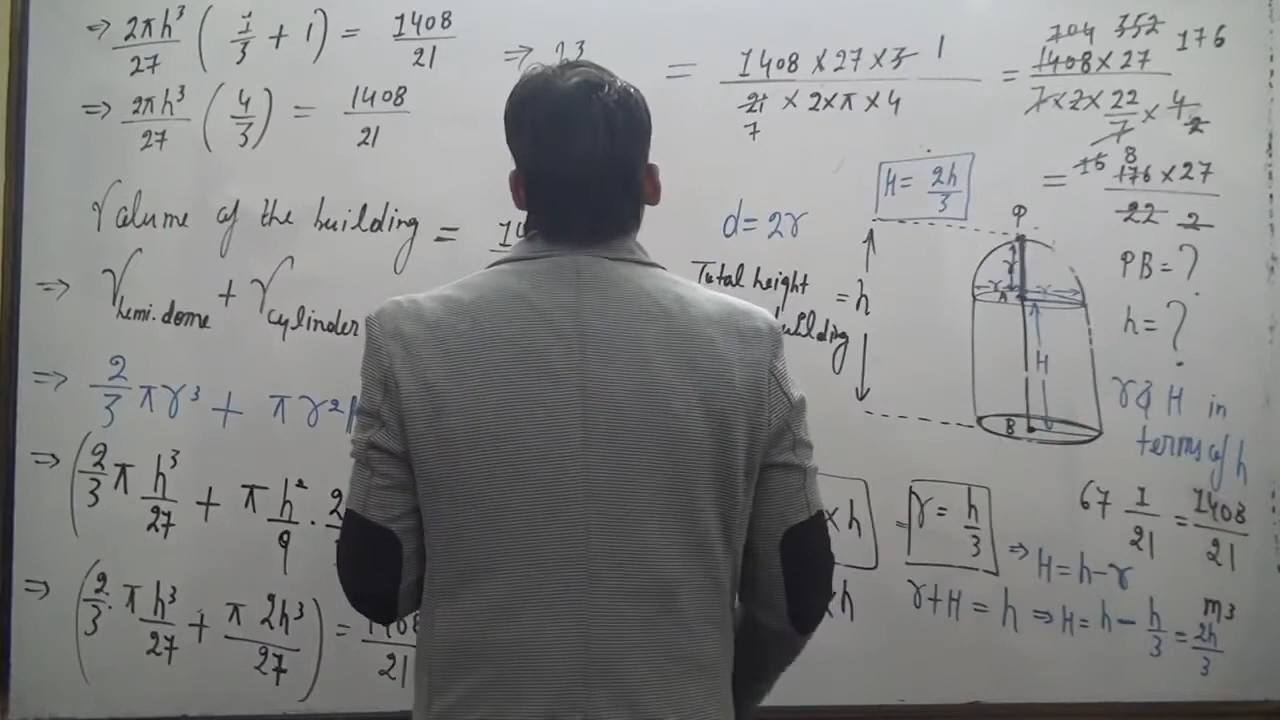 ⇒ 2πh³/27 ( 1/3 + 1 ) = 1408/21
⇒ 2πh³/27 ( 4/3 ) = 1408/21
Valume of the building =
⇒ V hemi.dome + V cylinder
⇒ 2/3 πr³ + πr²
⇒ ( 2/3 π h³/27 + π h²/9 . 2
⇒ ( 2/3 . π h³/27 + π 2h³/27 ) = 1408/21
⇒
= 1408 × 27 × 3 1 / 21 × 2 × π × 4
7
= 1408 × 27 / 7 × 2 × 22/7 × 4 2
704 352 176
= 176 × 27 / 22 2
16 8
H = 2h/3
d = 2r
Total height
building
= h
P
r
r A r
H
B
PB = ?
h = ?
r & H in
terms of h
67 1/21 = 1408/21
m³
×h
= r = h/3
⇒ H = h - r
×h
r + H = h ⇒ H = h - h/3 = 2h/3